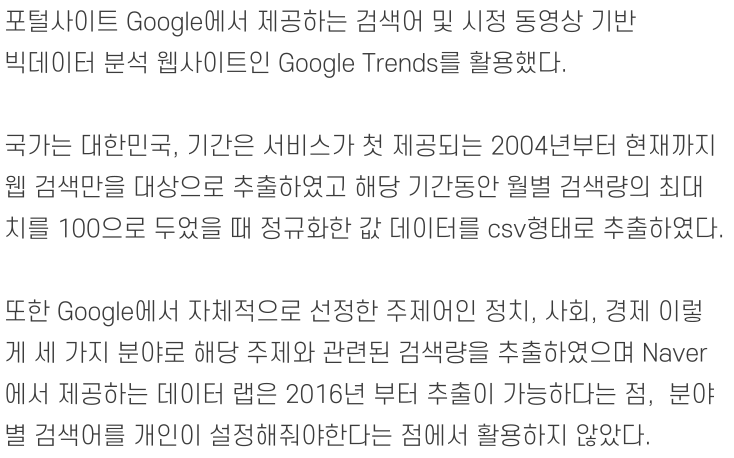 포털사이트 Google에서 제공하는 검색어 및 시정 동영상 기반
빅데이터 분석 웹사이트인 Google Trends를 활용했다.
국가는 대한민국, 기간은 서비스가 첫 제공되는 2004년부터 현재까지
웹 검색만을 대상으로 추출하였고 해당 기간동안 월별 검색량의 최대
치를 100으로 두었을 때 정규화한 값 데이터를 csv형태로 추출하였다.
또한 Google에서 자체적으로 선정한 주제어인 정치, 사회, 경제 이렇
게 세 가지 분야로 해당 주제와 관련된 검색량을 추출하였으며 Naver
에서 제공하는 데이터 랩은 2016년 부터 추출이 가능하다는 점, 분야
별 검색어를 개인이 설정해줘야한다는 점에서 활용하지 않았다.